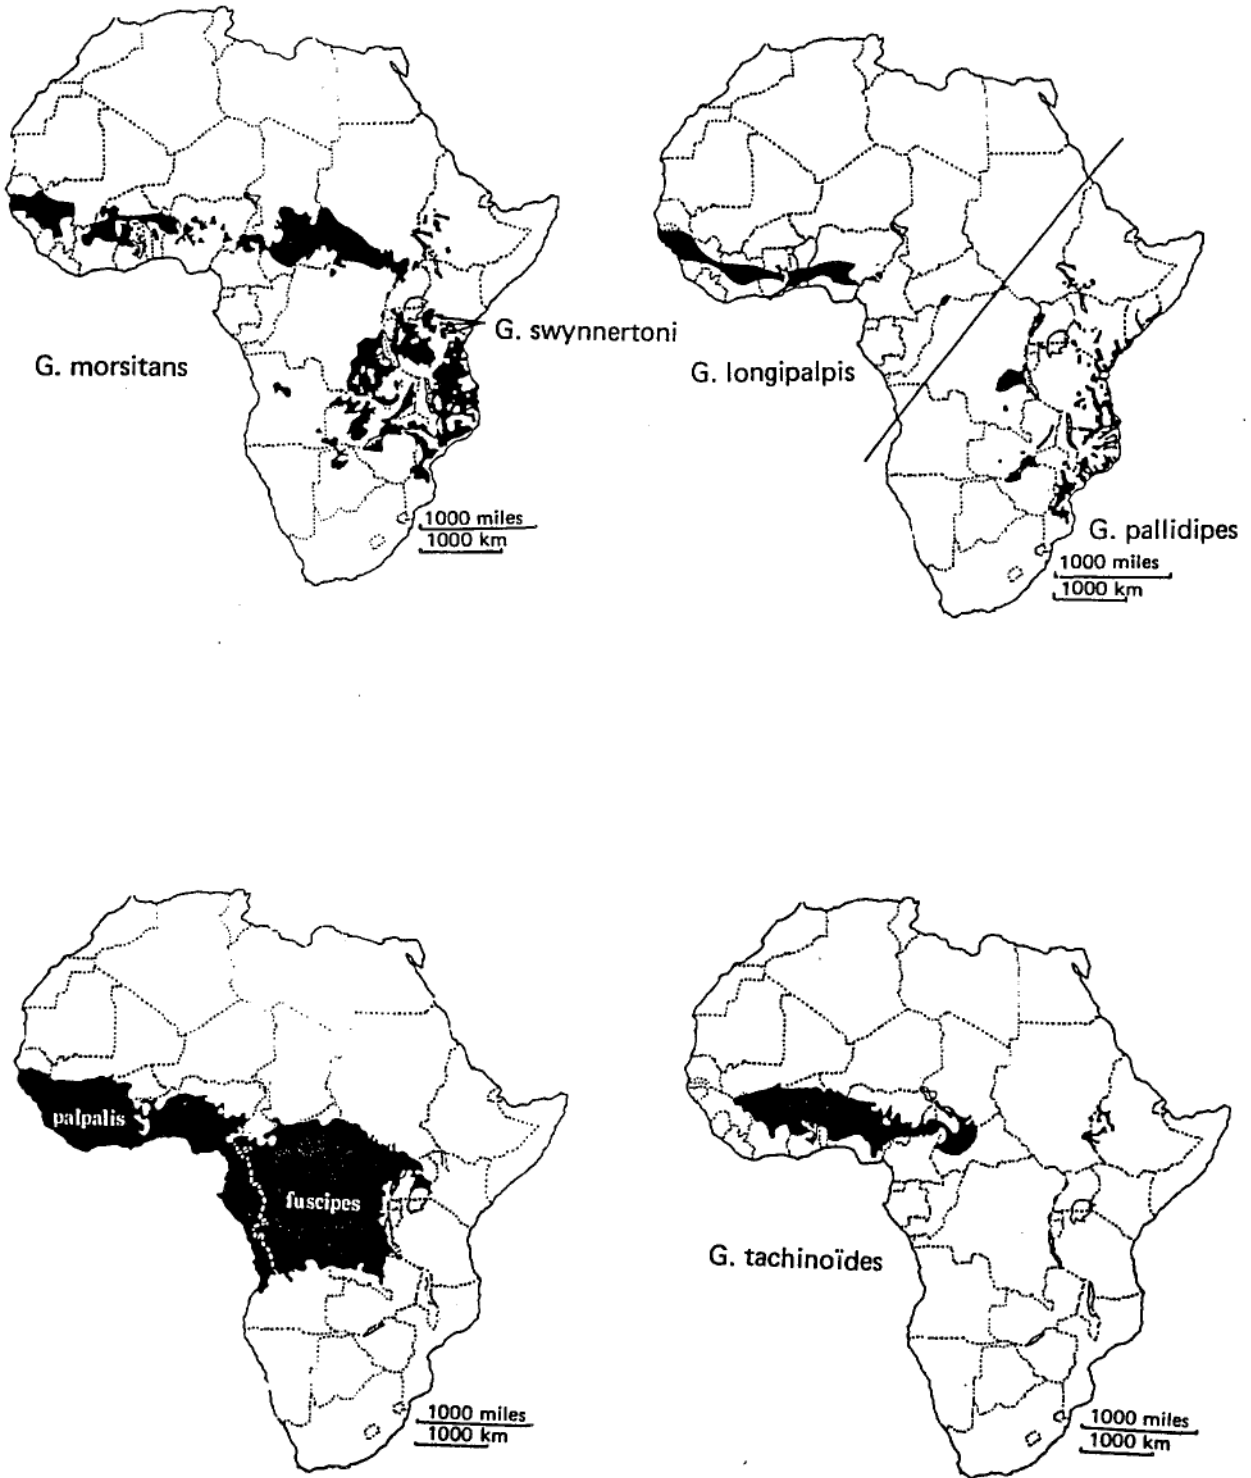 G. swynnertoni
G. morsitans
1000 miles
1000 km
G. longipalpis
G. pallidipes
1000 miles
1000 km
palpalis
fuscipes
1000 miles
1000 km
G. tachinoïdes
1000 miles
1000 km